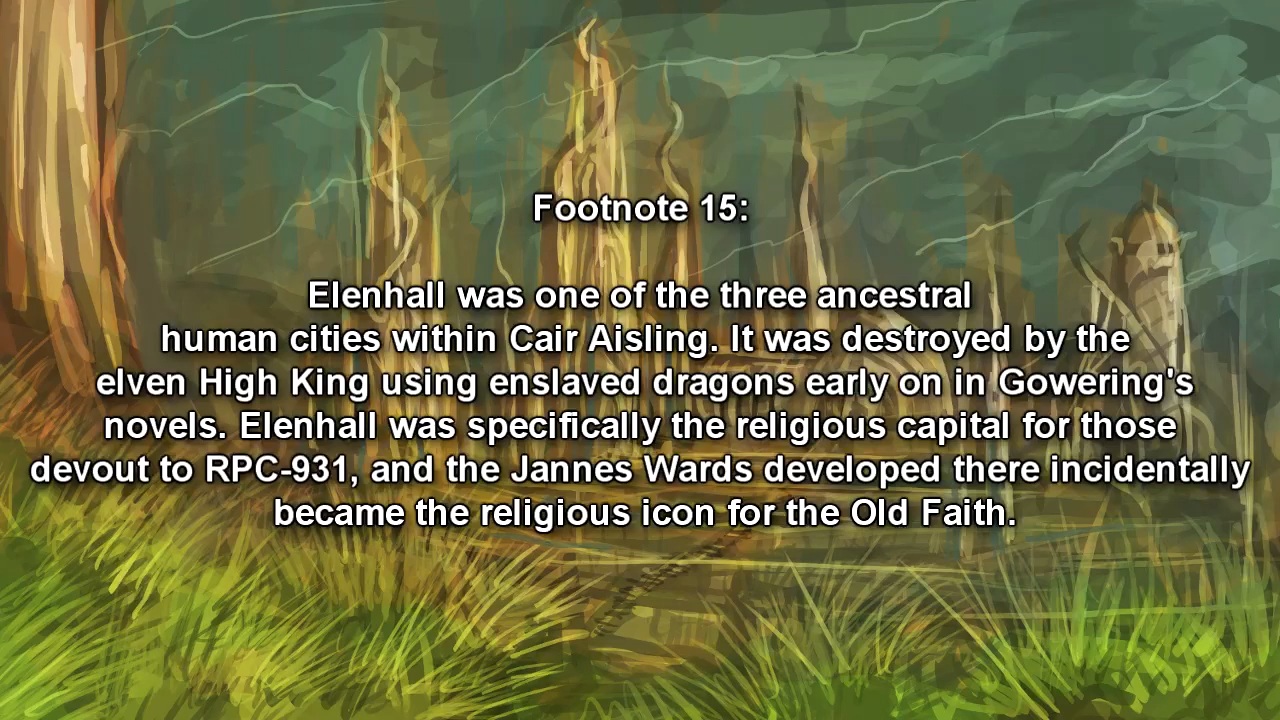 Footnote 15:
Elenhall was one of the three ancestral
human cities within Cair Aisling. It was destroyed by the
elven High King using enslaved dragons early on in Gowering's
novels. Elenhall was specifically the religious capital for those
devout to RPC-931, and the Jannes Wards developed there incidentally
became the religious icon for the Old Faith.